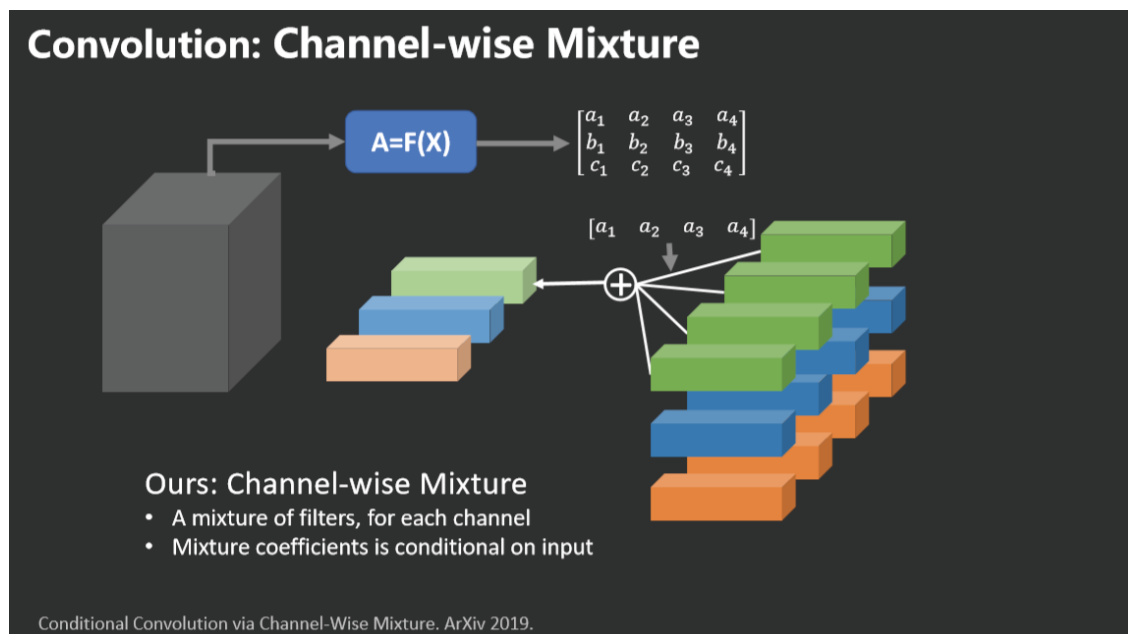 Convolution: Channel-wise Mixture
A=F(X)
a₁ a₂ a₃ a₄
b₁ b₂ b₃ b₄
c₁ c₂ c₃ c₄
[a₁ a₂ a₃ a₄]
Ours: Channel-wise Mixture
• A mixture of filters, for each channel
• Mixture coefficients is conditional on input
Conditional Convolution via Channel-Wise Mixture. ArXiv 2019.